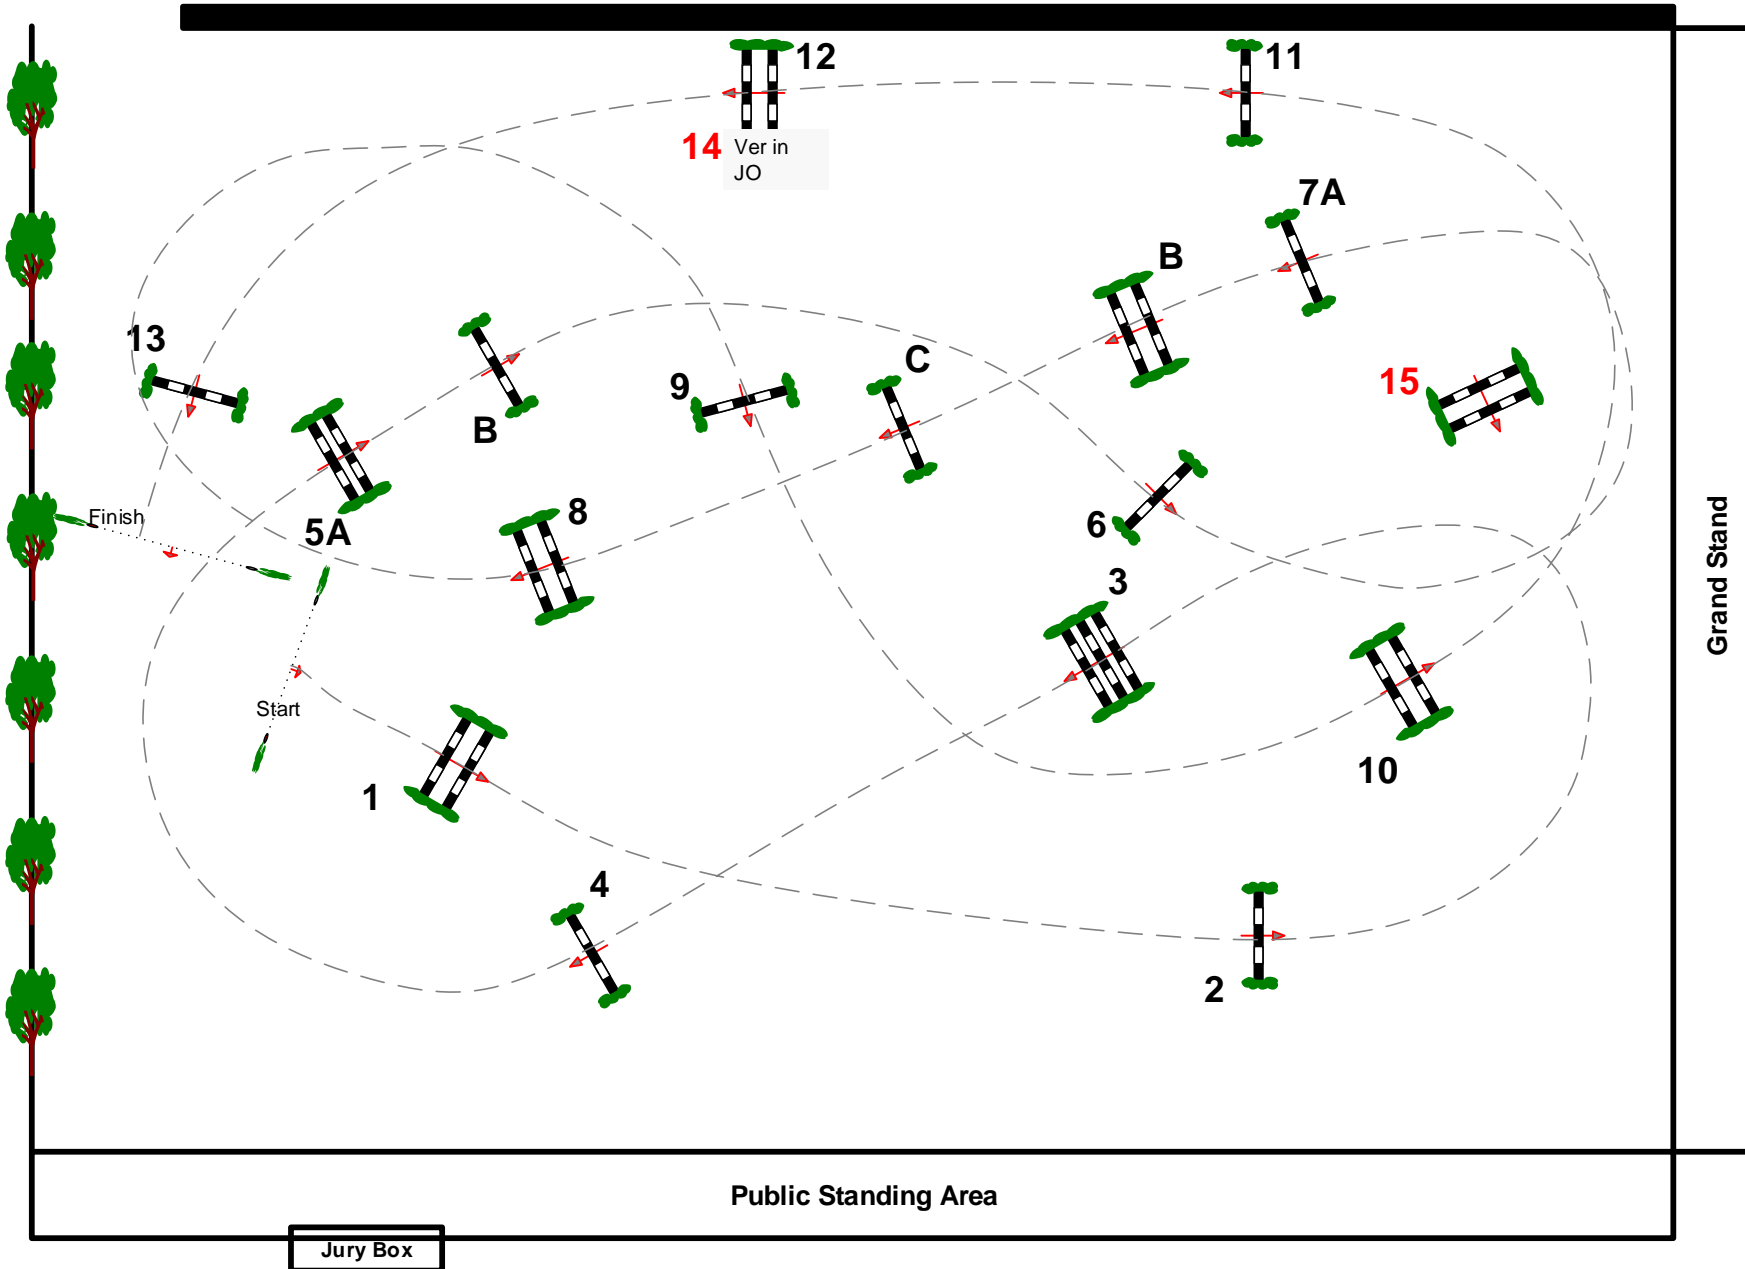 12
11
14
Ver in
JO
7A
B
13
C
15
9
B
8
6
Finish
5A
3
Grand Stand
Start
10
1
4
2
Public Standing Area
Jury Box